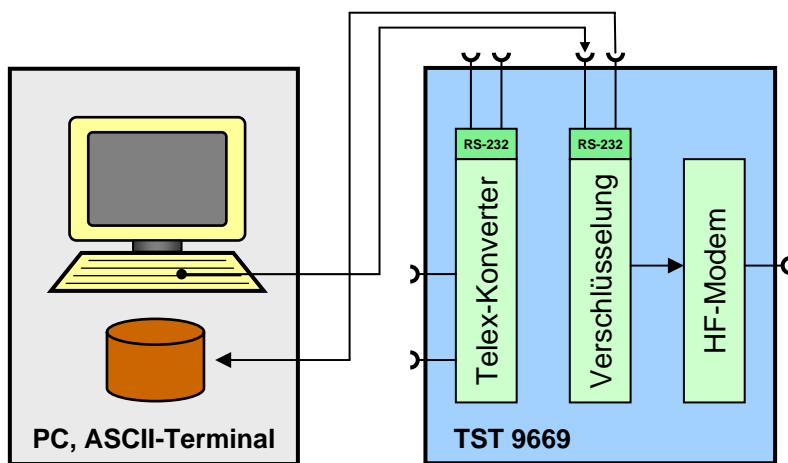 RS-232
RS-232
Telex-Konverter
Verschlüsselung
HF-Modem
PC, ASCII-Terminal
TST 9669